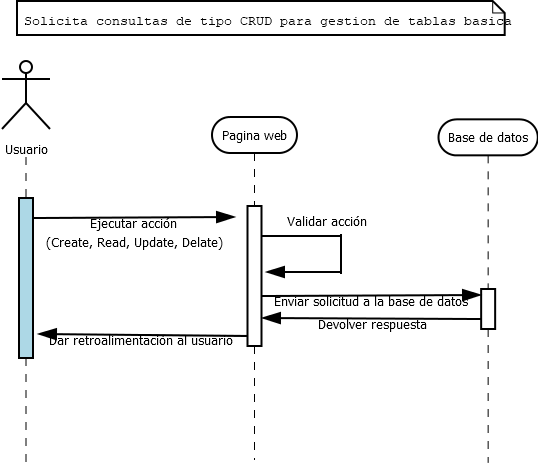 Solicita consultas de tipo CRUD para gestion de tablas basica
Usuario
Pagina web
Base de datos
Ejecutar acción
(Create, Read, Update, Delate)
Validar acción
Enviar solicitud a la base de datos
Devolver respuesta
Dar retroalimentación al usuario